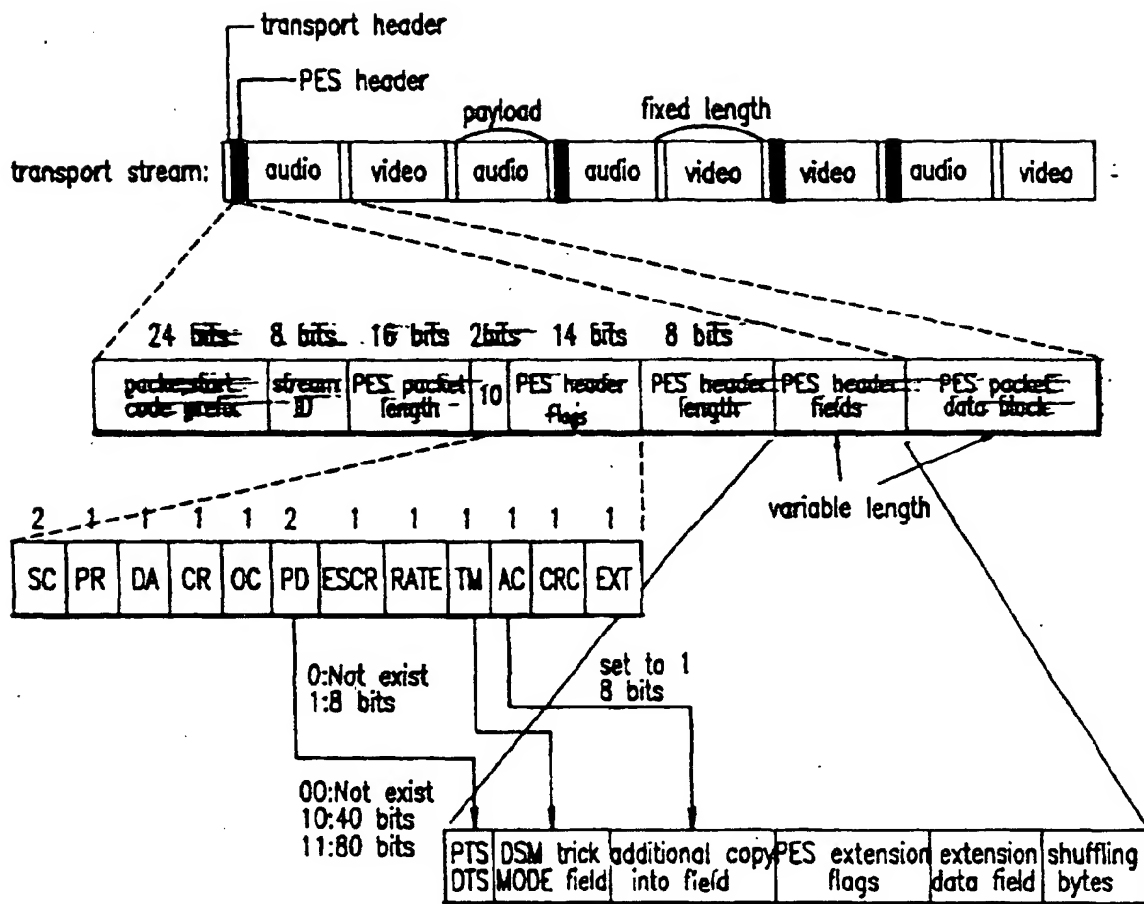 transport header
PES header
payload
fixed length
transport stream:
audio video audio audio video video audio video
24 bits 8 bits 16 bits 2bits 14 bits 8 bits
packe start code prefix
stream ID
PES packet length
10
PES header flags
PES header length
PES header fields
PES packet data block
variable length
2 1 1 1 1 2 1 1 1 1 1 1
SC PR DA CR OC PD ESCR RATE TM AC CRC EXT
0:Not exist
1:8 bits
set to 1
8 bits
00:Not exist
10:40 bits
11:80 bits
PTS DTS
DSM trick MODE field
additional copy into field
PES extension flags
extension data field
shuffling bytes